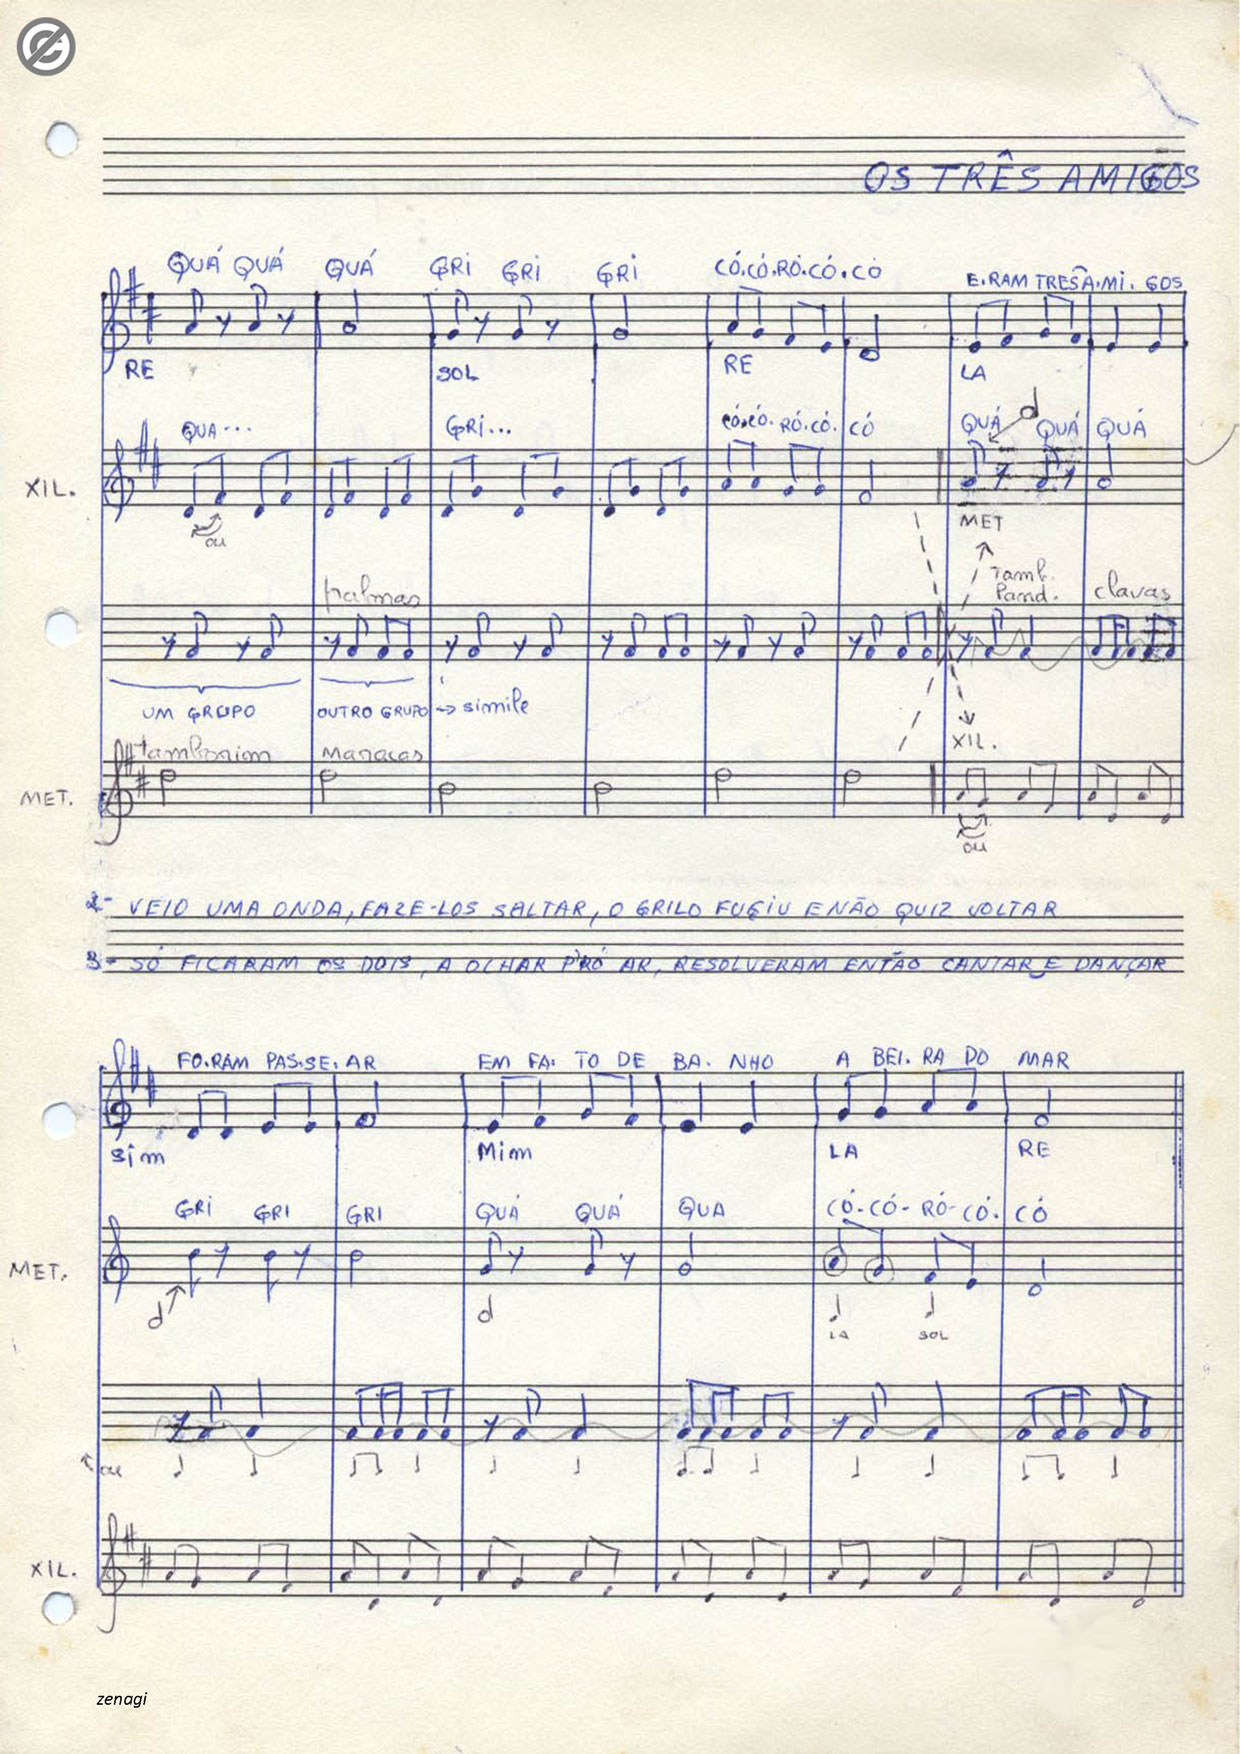 OS TRÊS AMIGOS
QUÁ QUÁ QUÁ GRI GRI GRI CÓ.CÓ.RÓ.CÓ.CÓ E.RAM TRES A.MI.GOS
RE SOL RE LA
QUA... GRI... CÓ.CÓ. RÓ.CÓ. CÓ QUÁ QUÁ QUÁ
XIL.
ou MET
palmas Tamb. Pand. clavas
UM GRUPO OUTRO GRUPO → simile
XIL.
tamborim maracas
MET.
ou
2- VEIO UMA ONDA, FAZE-LOS SALTAR, O GRILO FUGIU E NÃO QUIZ VOLTAR
3- SÓ FICARAM OS DOIS, A OLHAR P'RÓ AR, RESOLVERAM ENTÃO CANTAR E DANÇAR
FO.RAM PAS.SE.AR EM FA. TO DE BA. NHO A BEI.RA DO MAR
Sim Mim LA RE
GRI GRI GRI QUÁ QUÁ QUA CÓ-CÓ-RÓ-CÓ. CÓ
MET.
LA SOL
ou
XIL.
zenagi